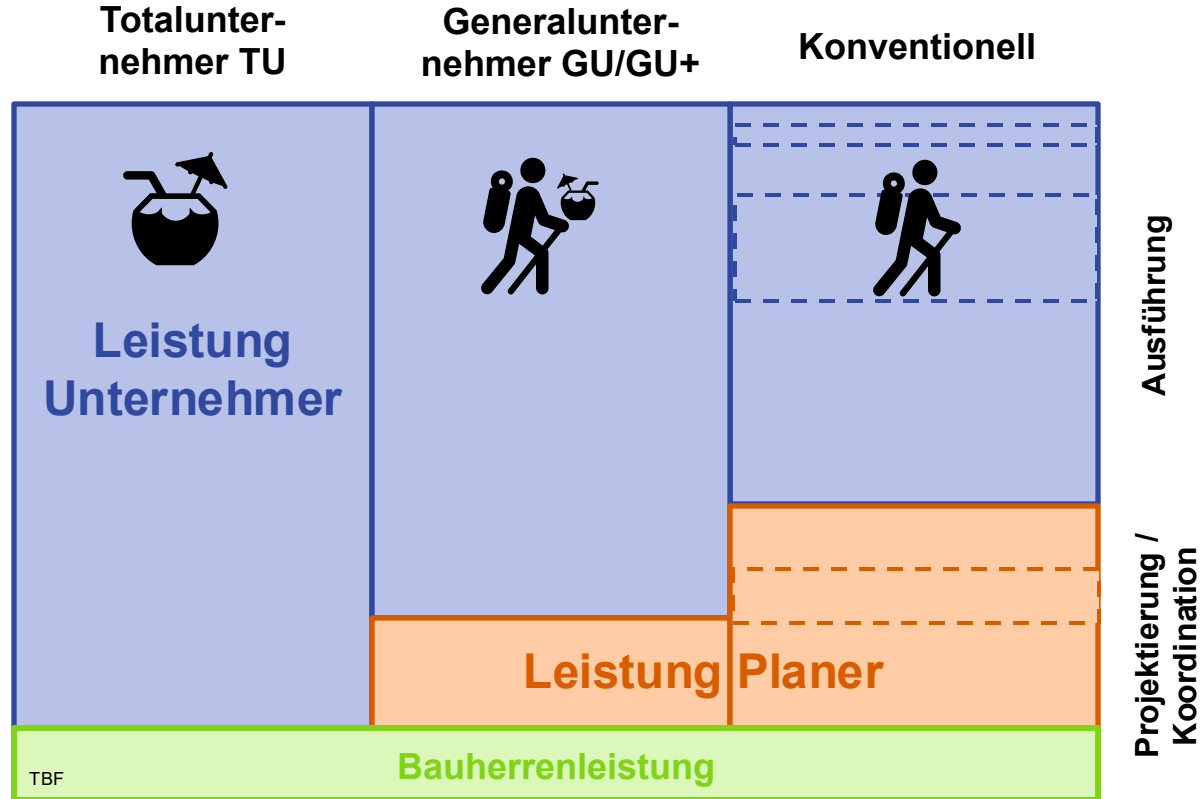 Totalunter-
nehmer TU
Generalunter-
nehmer GU/GU+
Konventionell
Leistung
Unternehmer
Ausführung
Leistung Planer
Projektierung /
Koordination
Bauherrenleistung
TBF